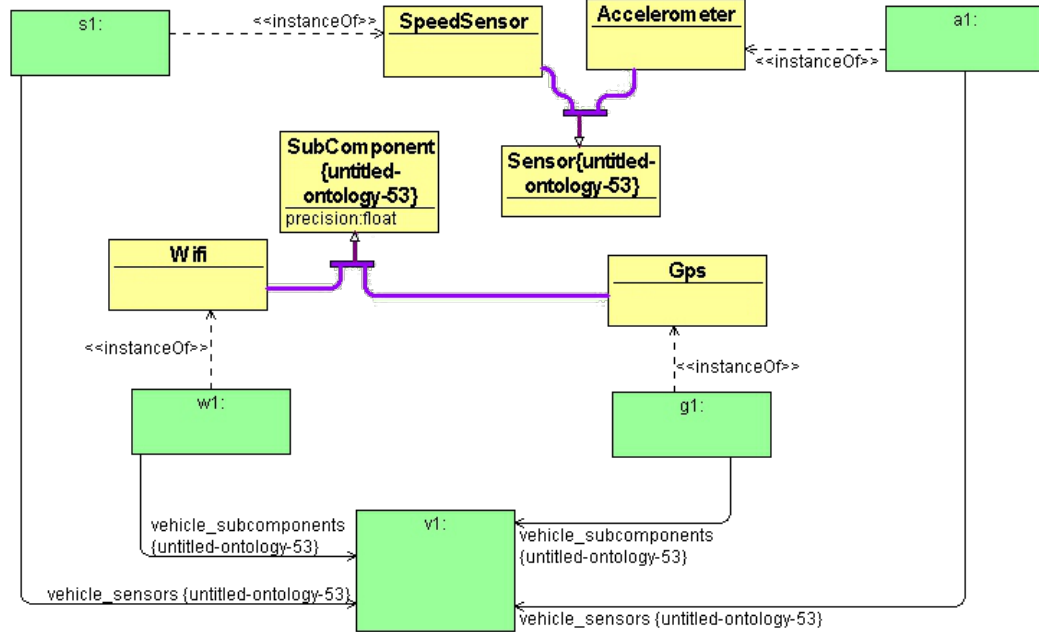 s1:
<<instanceOf>>
SpeedSensor
Accelerometer
a1:
<<instanceOf>>
SubComponent
{untitled-
ontology-53}
precision:float
Sensor{untitled-
ontology-53}
Wifi
Gps
<<instanceOf>>
<<instanceOf>>
w1:
g1:
vehicle_subcomponents
{untitled-ontology-53}
v1:
vehicle_subcomponents
{untitled-ontology-53}
vehicle_sensors {untitled-ontology-53}
vehicle_sensors {untitled-ontology-53}